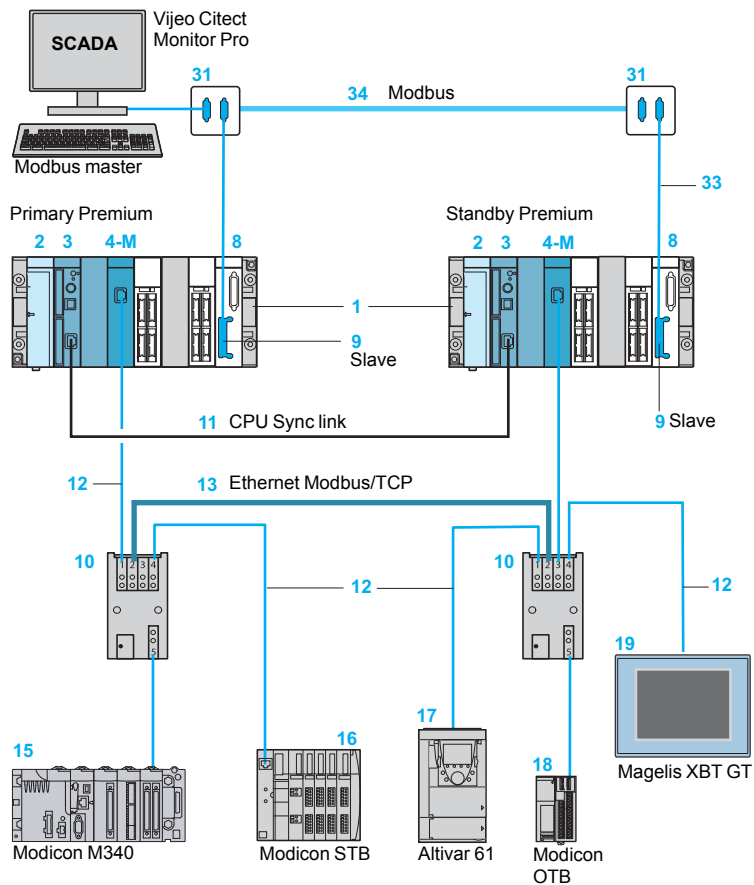 SCADA
Vijeo Citect
Monitor Pro
31
34 Modbus
31
Modbus master
33
Primary Premium
Standby Premium
2 3 4-M 8
2 3 4-M 8
1
9
Slave
9 Slave
11 CPU Sync link
12
13 Ethernet Modbus/TCP
10
1 2 3 4
5
12
10
1 2 3 4
5
12
19
15
16
17
18
Magelis XBT GT
Modicon M340
Modicon STB
Altivar 61
Modicon
OTB